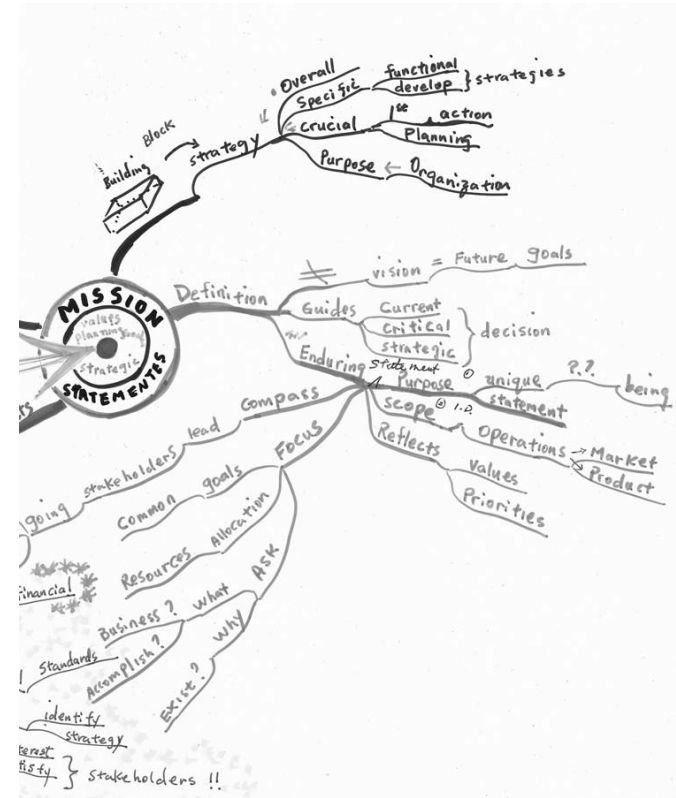 Overall
Specific
functional
develop
strategies
crucial
1st action
Planning
Purpose ← Organization
strategy
Building Block
MISSION
STATEMENTES
values
planning
strategic
Definition
≠ vision = Future goals
Guides
Current
critical
strategic
decision
Enduring statement
① Purpose
unique
statement
?.? being
② I.D.
scope
Operations
→ Market
→ Product
Reflects
values
Priorities
Compass
lead
stakeholders
going
Focus
goals
Common
Allocation
Resources
ASK
what
Business?
Accomplish?
why
Exist?
Financial
Standards
identify
strategy
stakeholders !!